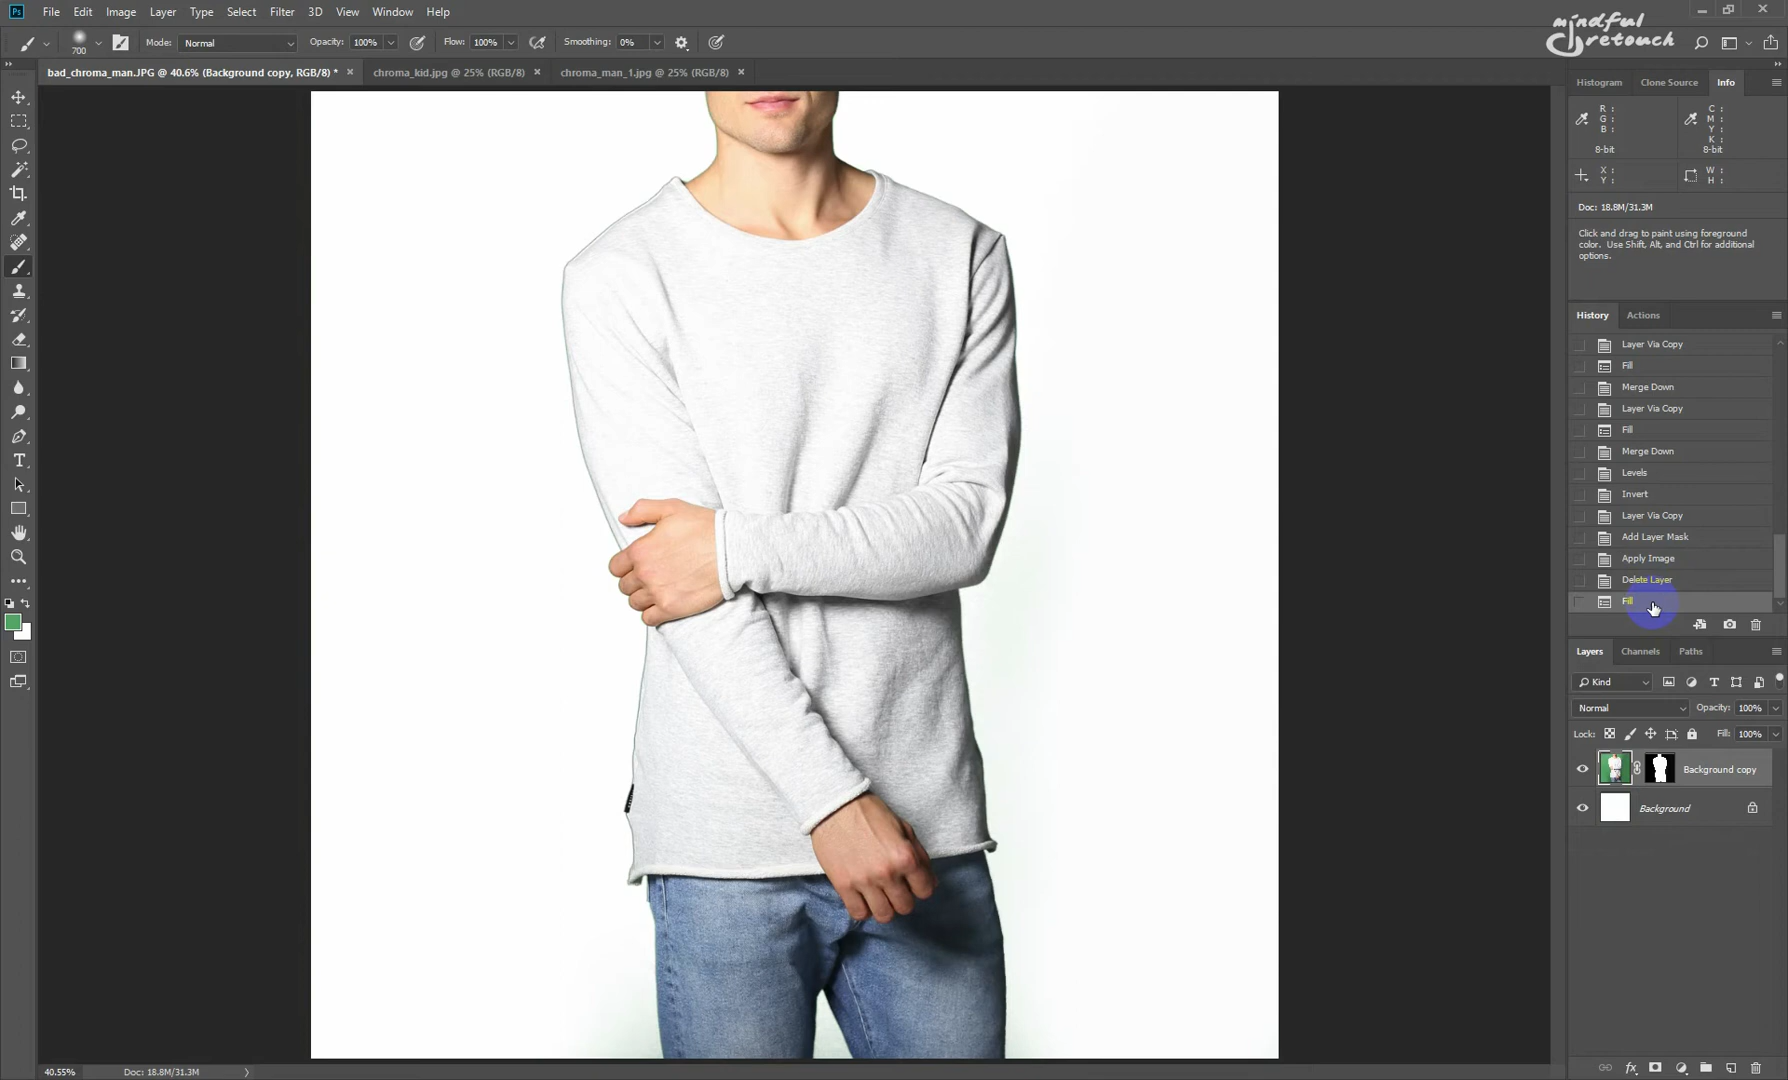 Ps File Edit Image Layer Type Select Filter 3D View Window Help
mindful retouch
700 Mode: Normal Opacity: 100% Flow: 100% Smoothing: 0%
bad_chroma_man.JPG @ 40.6% (Background copy, RGB/8) * × chroma_kid.jpg @ 25% (RGB/8) × chroma_man_1.jpg @ 25% (RGB/8) ×
Histogram Clone Source Info
R : C :
G : M :
B : Y :
K :
8-bit 8-bit
X : W :
Y : H :
Doc: 18.8M/31.3M
Click and drag to paint using foreground
color. Use Shift, Alt, and Ctrl for additional
options.
History Actions
Layer Via Copy
Fill
Merge Down
Layer Via Copy
Fill
Merge Down
Levels
Invert
Layer Via Copy
Add Layer Mask
Apply Image
Delete Layer
Fill
Layers Channels Paths
Kind
Normal Opacity: 100%
Lock: Fill: 100%
Background copy
Background
fx
40.55% Doc: 18.8M/31.3M